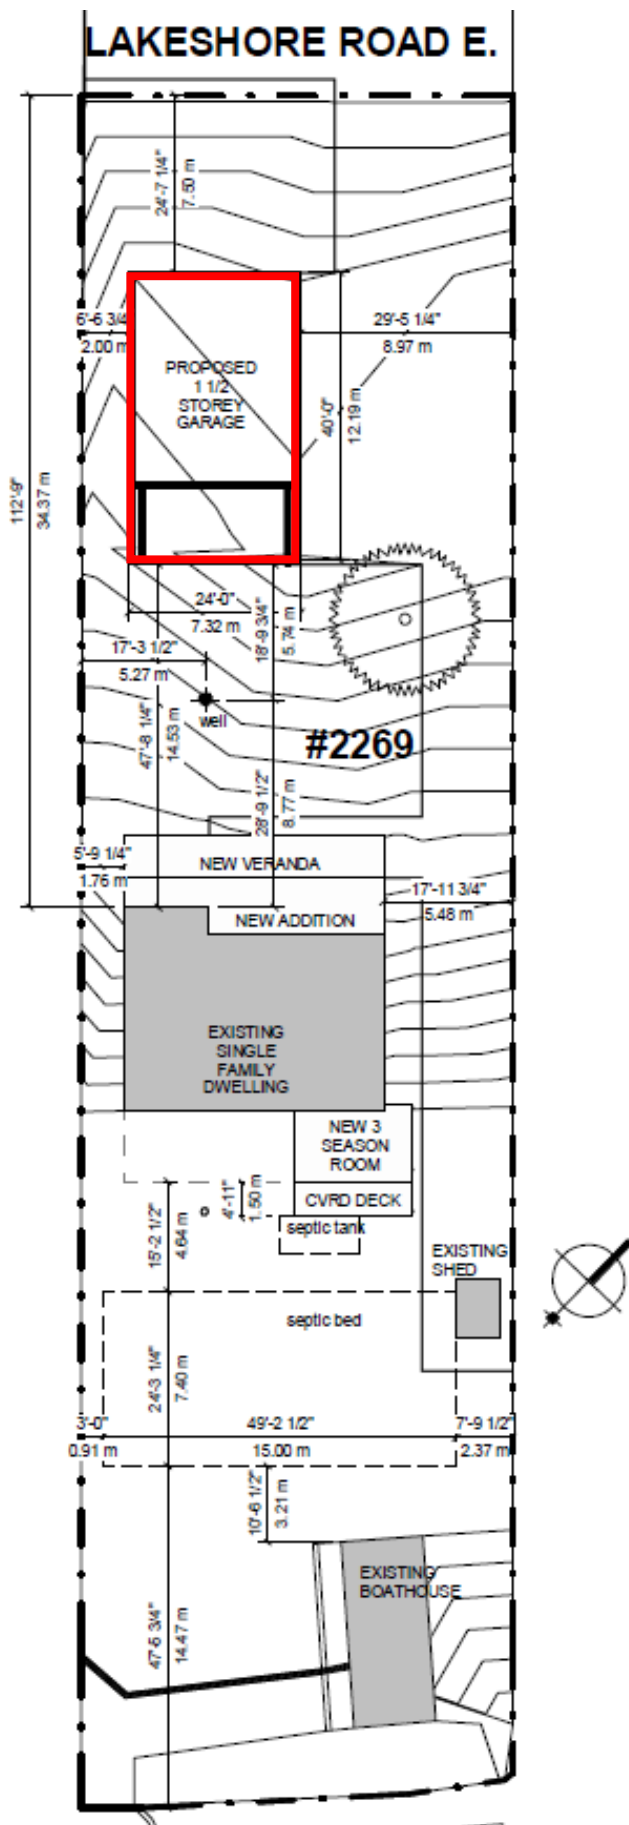 LAKESHORE ROAD E.
24'-7 1/4"
7.50 m
6'-6 3/4
2.00 m
29'-5 1/4"
8.97 m
PROPOSED
1 1/2
STOREY
GARAGE
40'-0"
12.19 m
112'-9"
34.37 m
24'-0"
7.32 m
18'-9 3/4"
5.74 m
17'-3 1/2"
5.27 m
well
47'-8 1/4"
14.53 m
#2269
28'-9 1/2"
8.77 m
5'-9 1/4"
1.76 m
NEW VERANDA
17'-11 3/4"
5.48 m
NEW ADDITION
EXISTING
SINGLE
FAMILY
DWELLING
NEW 3
SEASON
ROOM
CVRD DECK
4'-11"
1.50 m
septic tank
15'-2 1/2"
4.64 m
EXISTING
SHED
septic bed
24'-3 1/4"
7.40 m
3'-0"
0.91 m
49'-2 1/2"
15.00 m
7'-9 1/2"
2.37 m
10'-6 1/2"
3.21 m
EXISTING
BOATHOUSE
47'5 3/4"
14.47 m